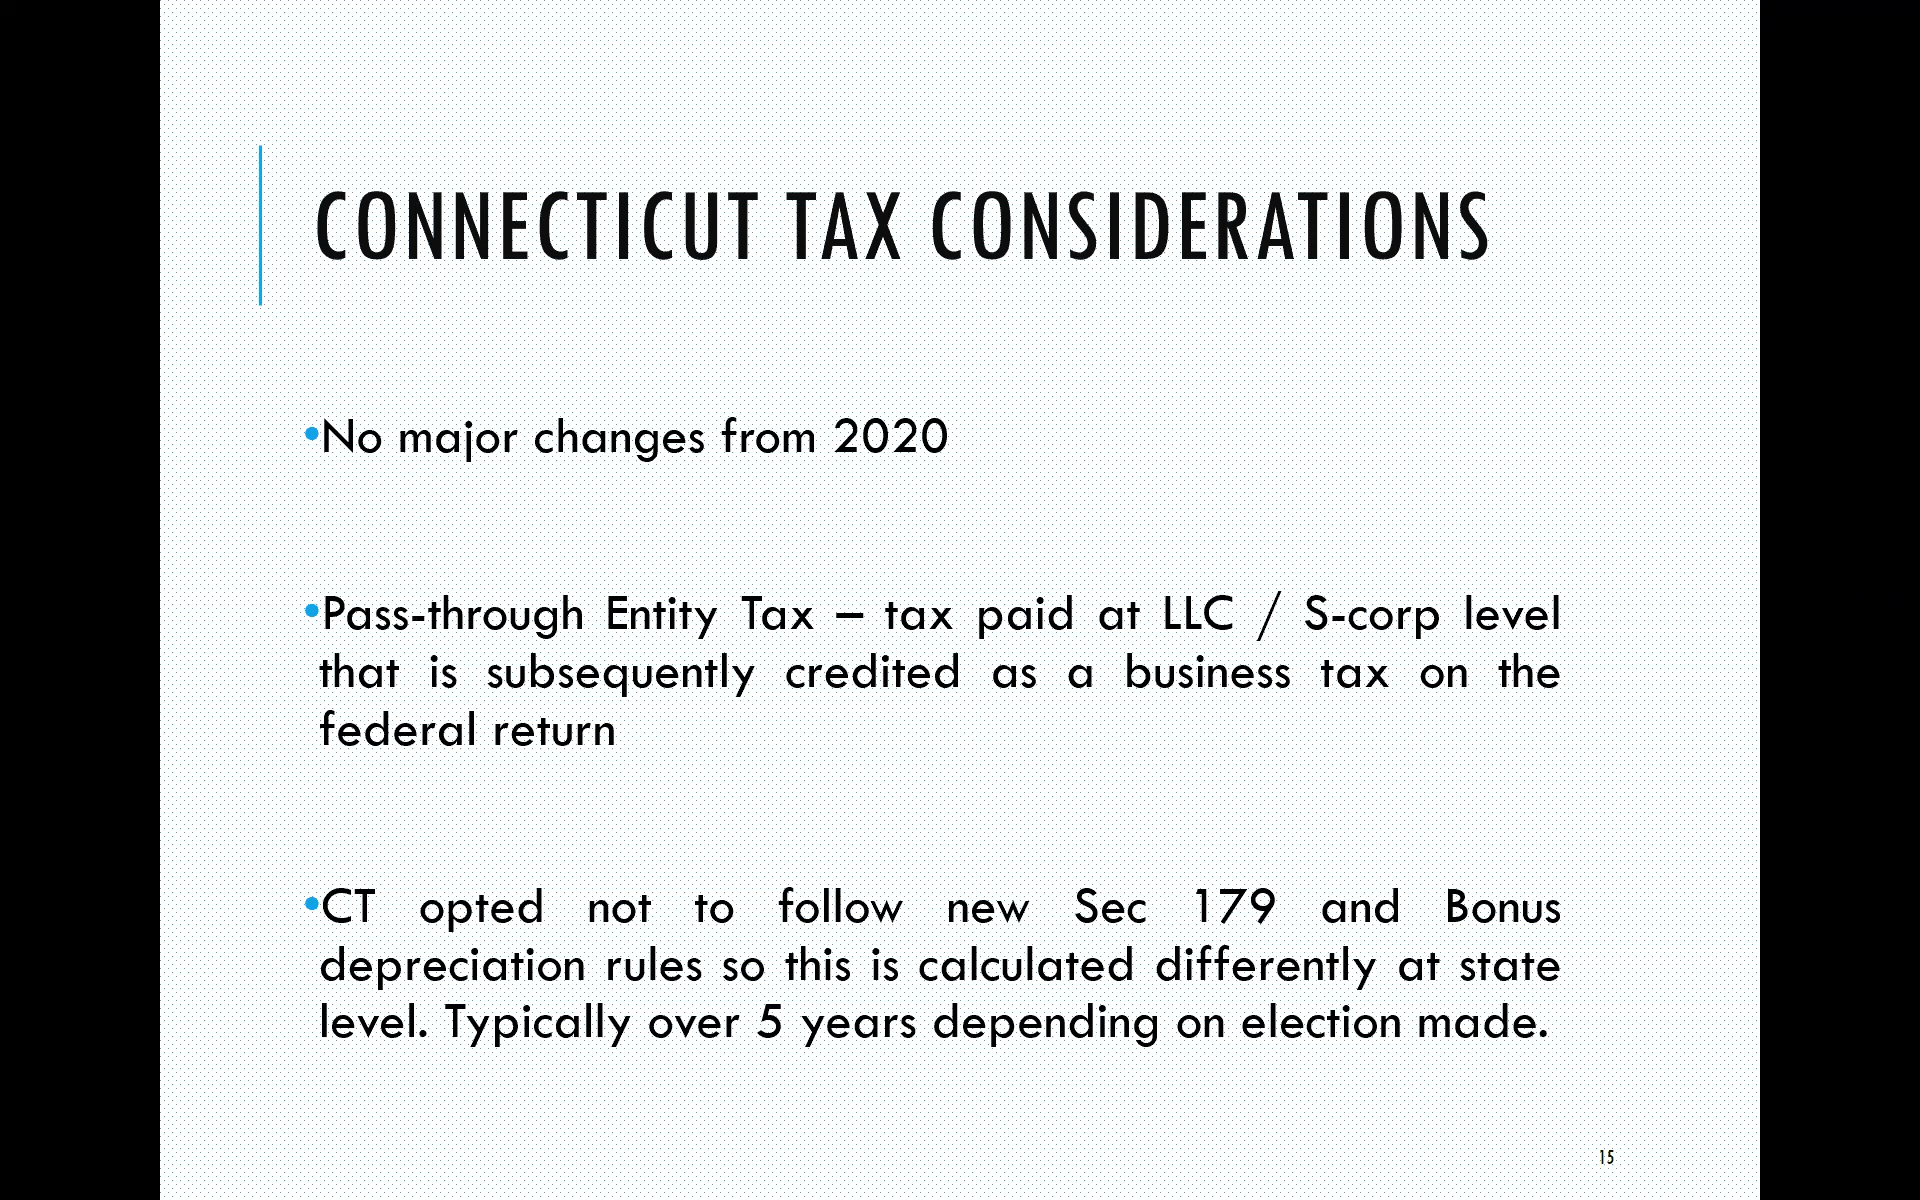 CONNECTICUT TAX CONSIDERATIONS
•No major changes from 2020
•Pass-through Entity Tax – tax paid at LLC / S-corp level
that is subsequently credited as a business tax on the
federal return
•CT opted not to follow new Sec 179 and Bonus
depreciation rules so this is calculated differently at state
level. Typically over 5 years depending on election made.
15